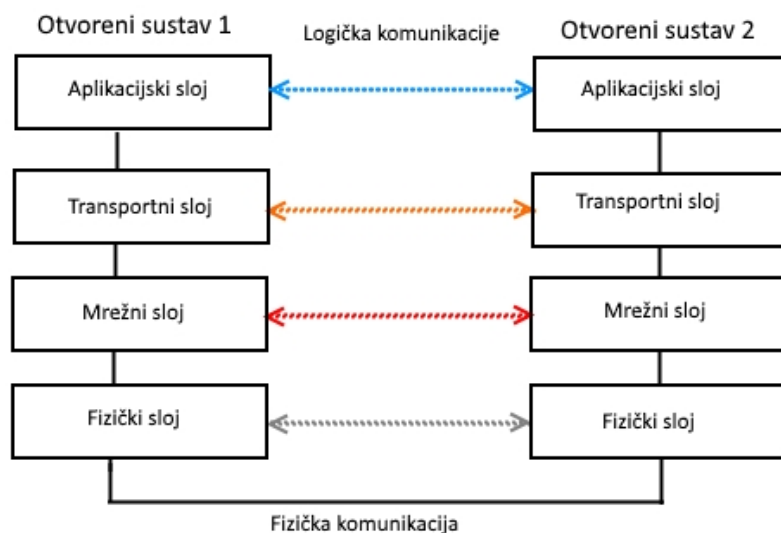 Otvoreni sustav 1
Logička komunikacije
Otvoreni sustav 2
Aplikacijski sloj
Aplikacijski sloj
Transportni sloj
Transportni sloj
Mrežni sloj
Mrežni sloj
Fizički sloj
Fizički sloj
Fizička komunikacija